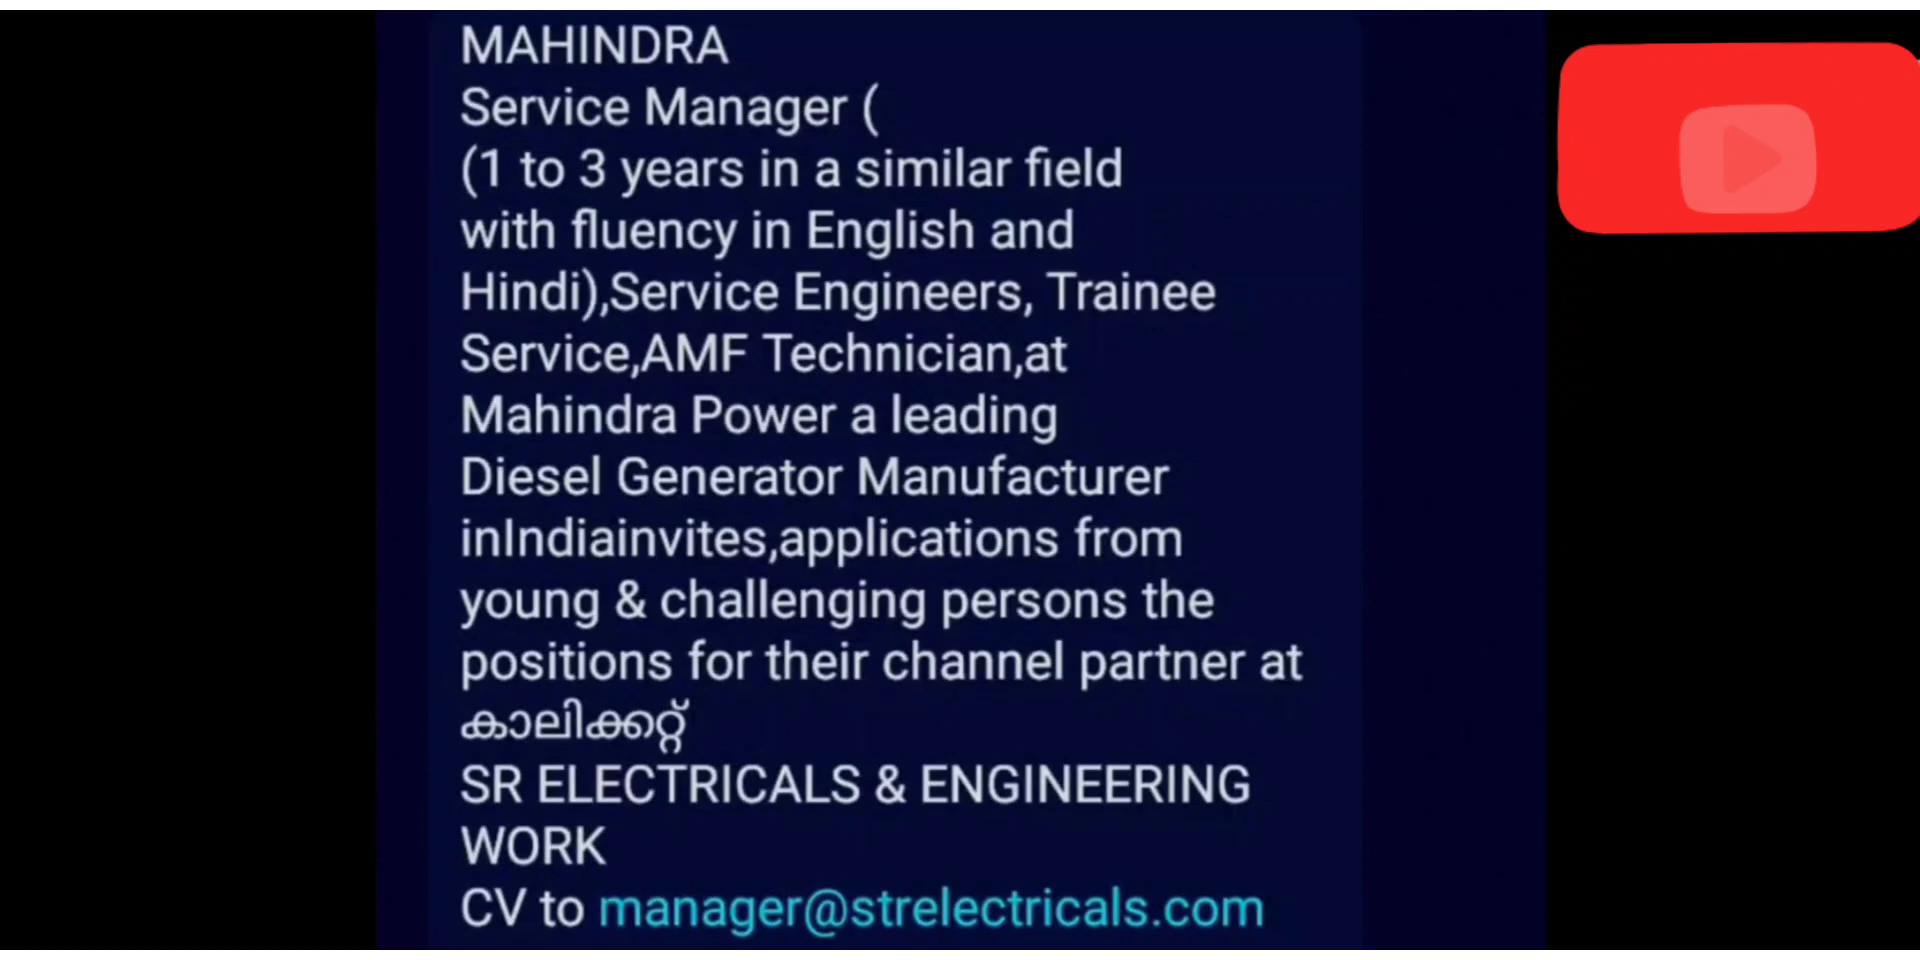 MAHINDRA
Service Manager (
(1 to 3 years in a similar field
with fluency in English and
Hindi),Service Engineers, Trainee
Service,AMF Technician,at
Mahindra Power a leading
Diesel Generator Manufacturer
inIndiainvites,applications from
young & challenging persons the
positions for their channel partner at
കാലിക്കറ്റ്
SR ELECTRICALS & ENGINEERING
WORK
CV to manager@strelectricals.com